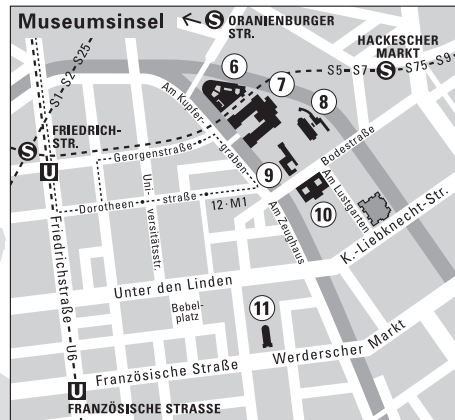 Museumsinsel
← S ORANIENBURGER
STR.
HACKESCHER
MARKT
S
S1 - S2 - S25
S5 - S7
S75 - S9
6
7
8
Am Kupfer-
graben
FRIEDRICH-
STR.
S
U
Georgenstraße
Bodestraße
Am Lustgarten
9
10
Dorotheen
straße
Uni-
versitätsstr.
12·M1
Am Zeughaus
K.-Liebknecht-Str.
Friedrichstraße
Unter den Linden
Bebel-
platz
11
U6
Werderscher Markt
Französische Straße
U
FRANZÖSISCHE STRASSE